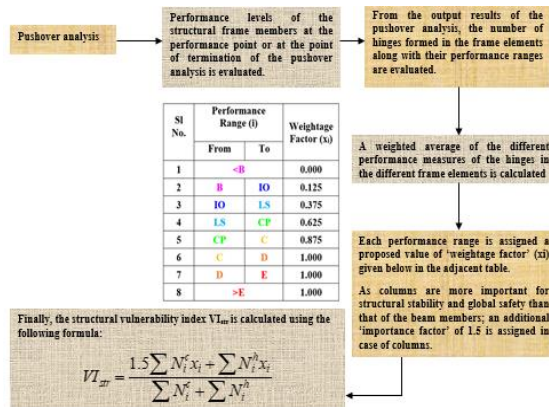 Pushover analysis
Performance levels of the
structural frame members at the
performance point or at the point
of termination of the pushover
analysis is evaluated.
From the output results of the
pushover analysis, the number of
hinges formed in the frame elements
along with their performance ranges
are evaluated.
A weighted average of the different
performance measures of the hinges in
the different frame elements is calculated
Sl No. Performance Range (i) Weightage Factor (xi)
From To
1 <B 0.000
2 B IO 0.125
3 IO LS 0.375
4 LS CP 0.625
5 CP C 0.875
6 C D 1.000
7 D E 1.000
8 >E 1.000
Each performance range is assigned a
proposed value of 'weightage factor' (xi)
given below in the adjacent table.
As columns are more important for
structural stability and global safety than
that of the beam members; an additional
'importance factor' of 1.5 is assigned in
case of columns.
Finally, the structural vulnerability index VI_str is calculated using the
following formula:
VI_str = (1.5 ∑ N_i^c x_i + ∑ N_i^h x_i) / (∑ N_i^c + ∑ N_i^h)